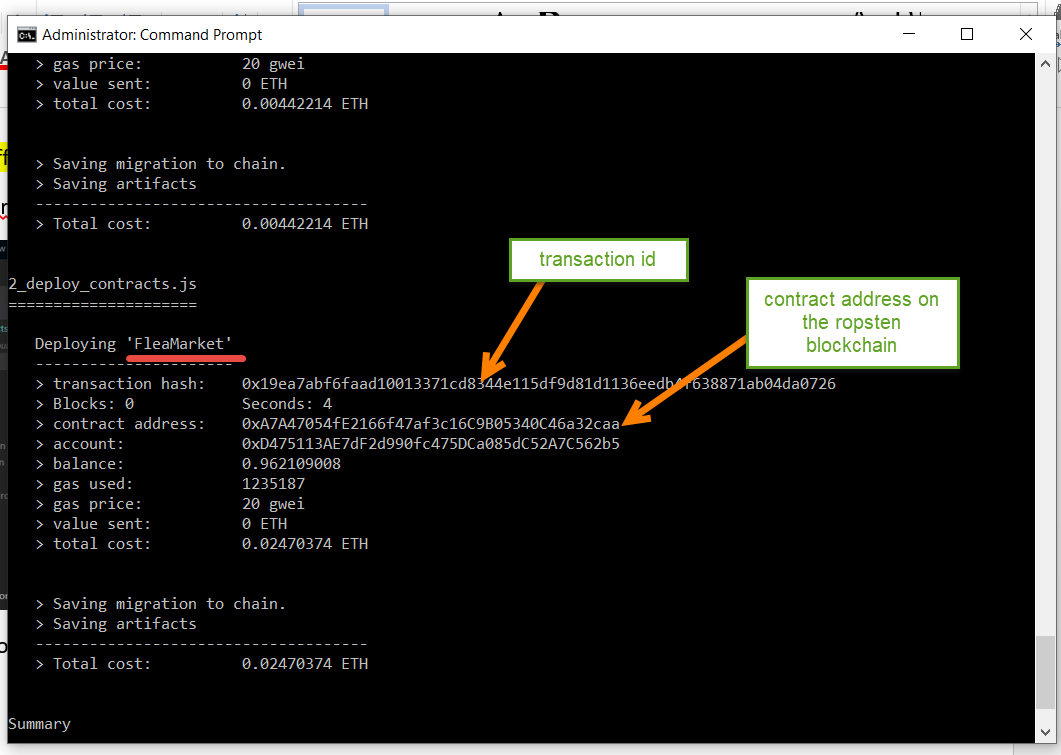 Administrator: Command Prompt
> gas price: 20 gwei
> value sent: 0 ETH
> total cost: 0.00442214 ETH
> Saving migration to chain.
> Saving artifacts
-------------------------------------
> Total cost: 0.00442214 ETH
transaction id
contract address on
the ropsten
blockchain
2_deploy_contracts.js
=====================
Deploying 'FleaMarket'
----------------------
> transaction hash: 0x19ea7abf6faad10013371cd8344e115df9d81d1136eedb4f638871ab04da0726
> Blocks: 0 Seconds: 4
> contract address: 0xA7A47054fE2166f47af3c16C9B05340C46a32caa
> account: 0xD475113AE7dF2d990fc475DCa085dC52A7C562b5
> balance: 0.962109008
> gas used: 1235187
> gas price: 20 gwei
> value sent: 0 ETH
> total cost: 0.02470374 ETH
> Saving migration to chain.
> Saving artifacts
-------------------------------------
> Total cost: 0.02470374 ETH
Summary